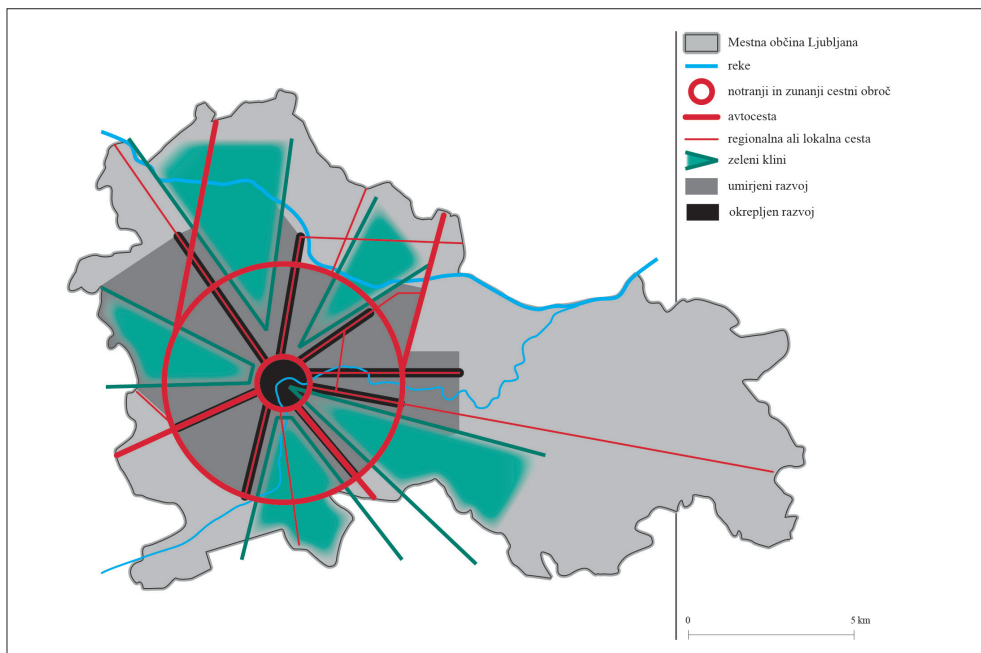 Mestna občina Ljubljana
reke
notranji in zunanji cestni obroč
avtocesta
regionalna ali lokalna cesta
zeleni klini
umirjeni razvoj
okrepljen razvoj
0 5 km